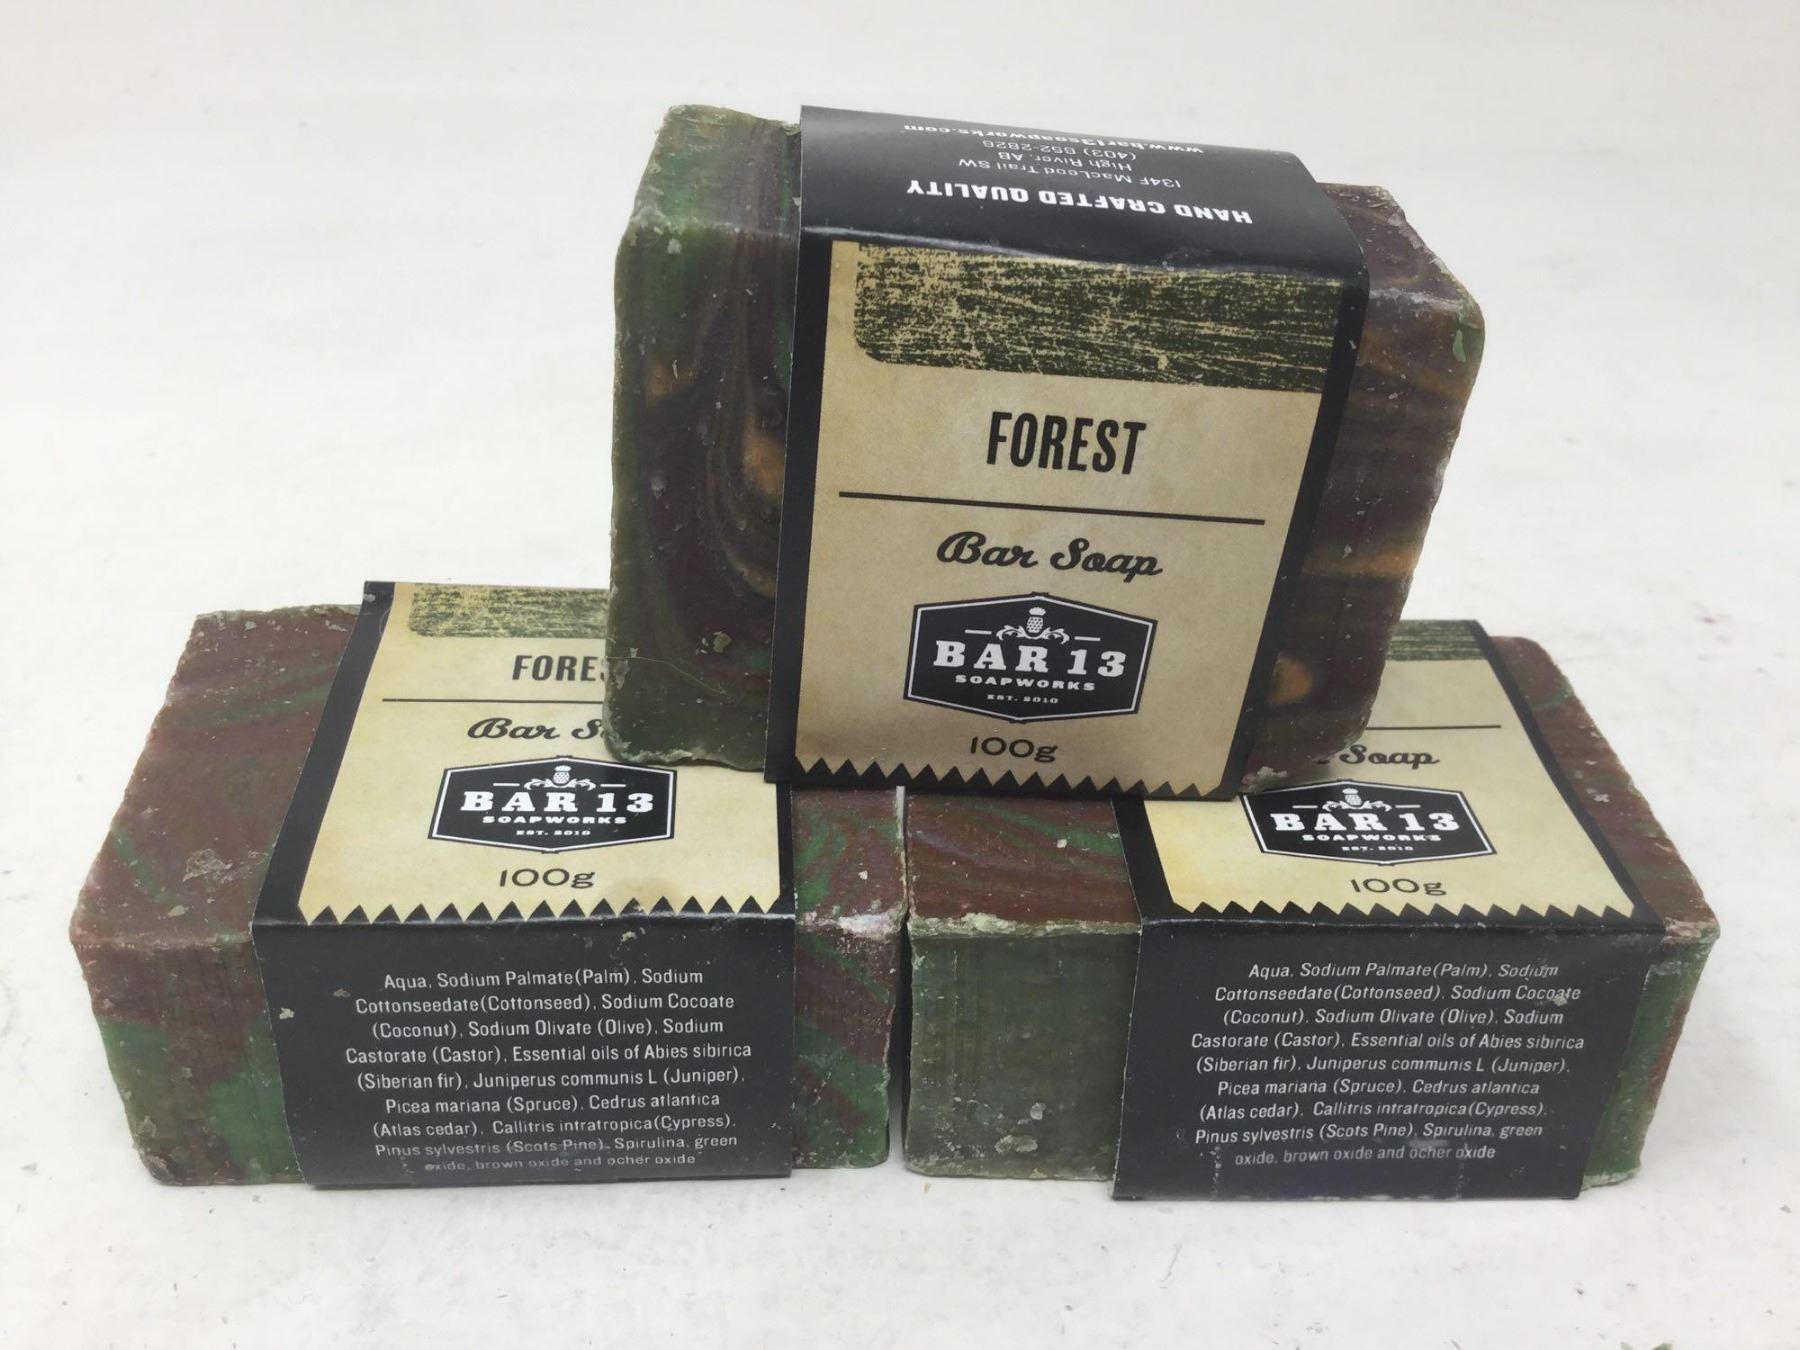 HAND CRAFTED QUALITY
134F MacLeod Trail SW
High River, AB
(403) 652-2826
www.bar13soapworks.com
FOREST
Bar Soap
BAR 13
SOAPWORKS
EST. 2010
100g
FORES
Bar S
BAR 13
SOAPWORKS
EST. 2010
100g
Aqua, Sodium Palmate(Palm), Sodium
Cottonseedate(Cottonseed), Sodium Cocoate
(Coconut), Sodium Olivate (Olive), Sodium
Castorate (Castor), Essential oils of Abies sibirica
(Siberian fir), Juniperus communis L (Juniper),
Picea mariana (Spruce), Cedrus atlantica
(Atlas cedar), Callitris intratropica(Cypress),
Pinus sylvestris (Scots Pine), Spirulina, green
oxide, brown oxide and ocher oxide
Soap
BAR 13
SOAPWORKS
EST. 2010
100g
Aqua, Sodium Palmate(Palm), Sodium
Cottonseedate(Cottonseed), Sodium Cocoate
(Coconut), Sodium Olivate (Olive), Sodium
Castorate (Castor), Essential oils of Abies sibirica
(Siberian fir), Juniperus communis L (Juniper),
Picea mariana (Spruce), Cedrus atlantica
(Atlas cedar), Callitris intratropica(Cypress),
Pinus sylvestris (Scots Pine), Spirulina, green
oxide, brown oxide and ocher oxide